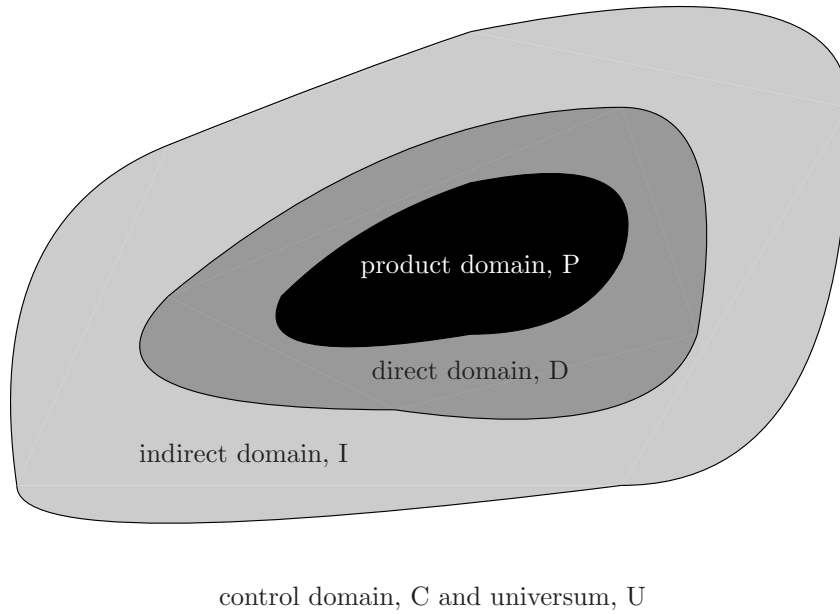 product domain, P
direct domain, D
indirect domain, I
control domain, C and universum, U